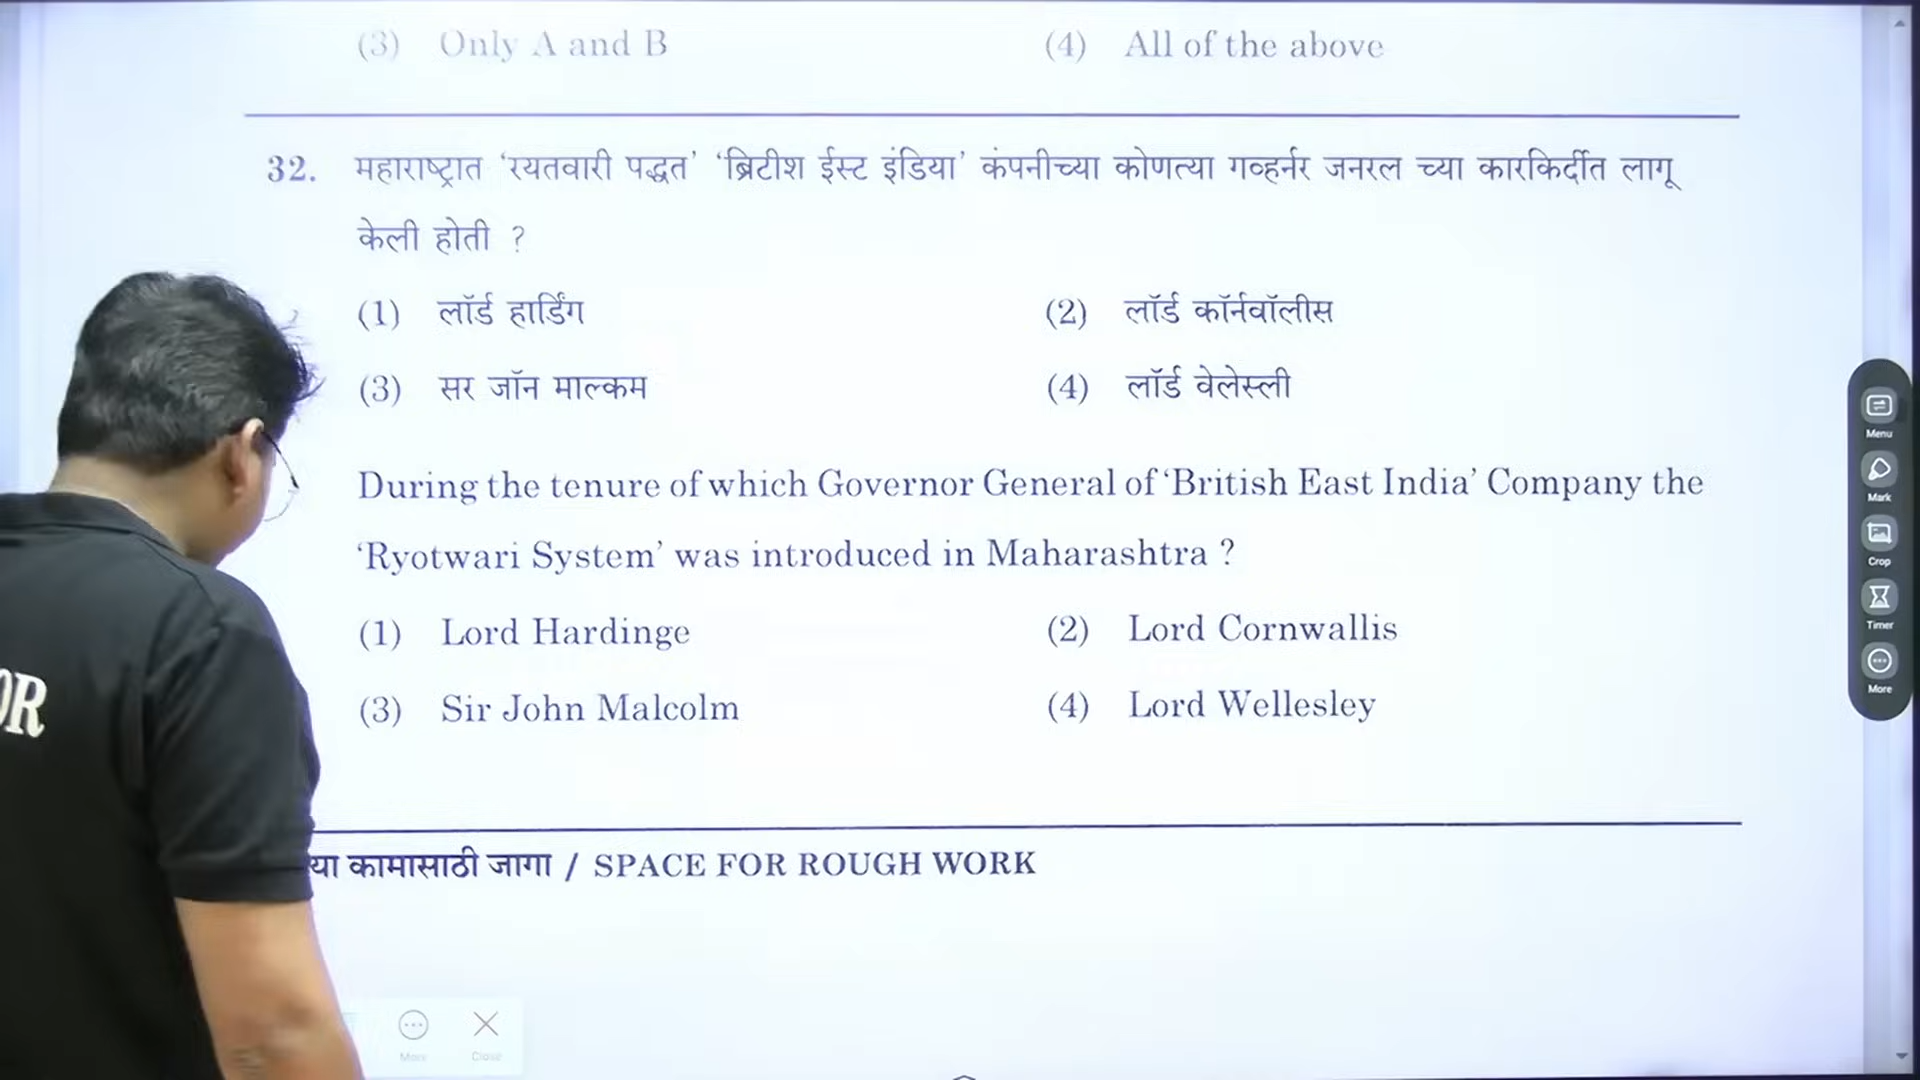 (3) Only A and B (4) All of the above
32. महाराष्ट्रात ‘रयतवारी पद्धत’ ‘ब्रिटीश ईस्ट इंडिया’ कंपनीच्या कोणत्या गव्हर्नर जनरल च्या कारकिर्दीत लागू
केली होती ?
(1) लॉर्ड हार्डिंग (2) लॉर्ड कॉर्नवॉलीस
(3) सर जॉन माल्कम (4) लॉर्ड वेलेस्ली
During the tenure of which Governor General of ‘British East India’ Company the
‘Ryotwari System’ was introduced in Maharashtra ?
(1) Lord Hardinge (2) Lord Cornwallis
(3) Sir John Malcolm (4) Lord Wellesley
या कामासाठी जागा / SPACE FOR ROUGH WORK
OR
Menu
Mark
Crop
Timer
More
More Close